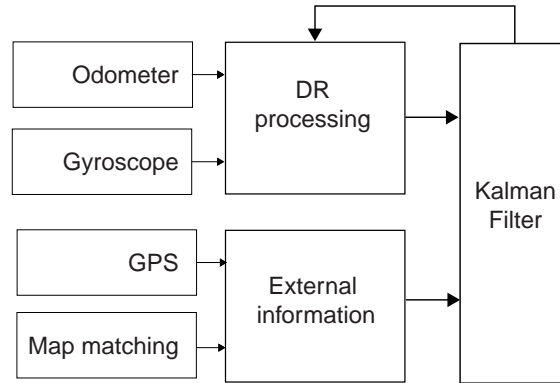 Odometer
Gyroscope
DR
processing
GPS
Map matching
External
information
Kalman
Filter